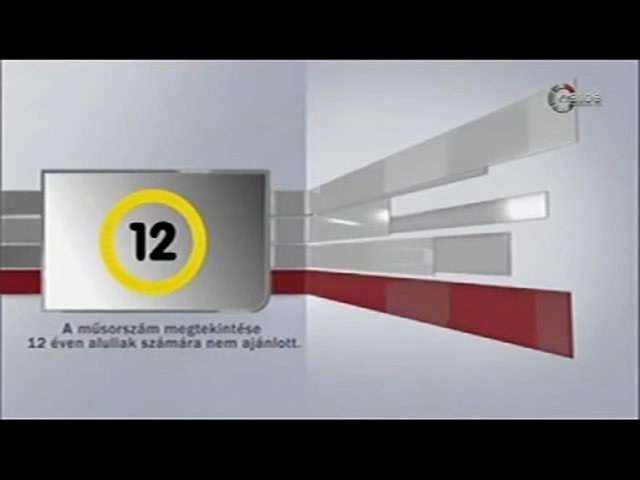 12
A műsorszám megtekintése
12 éven aluliak számára nem ajánlott.